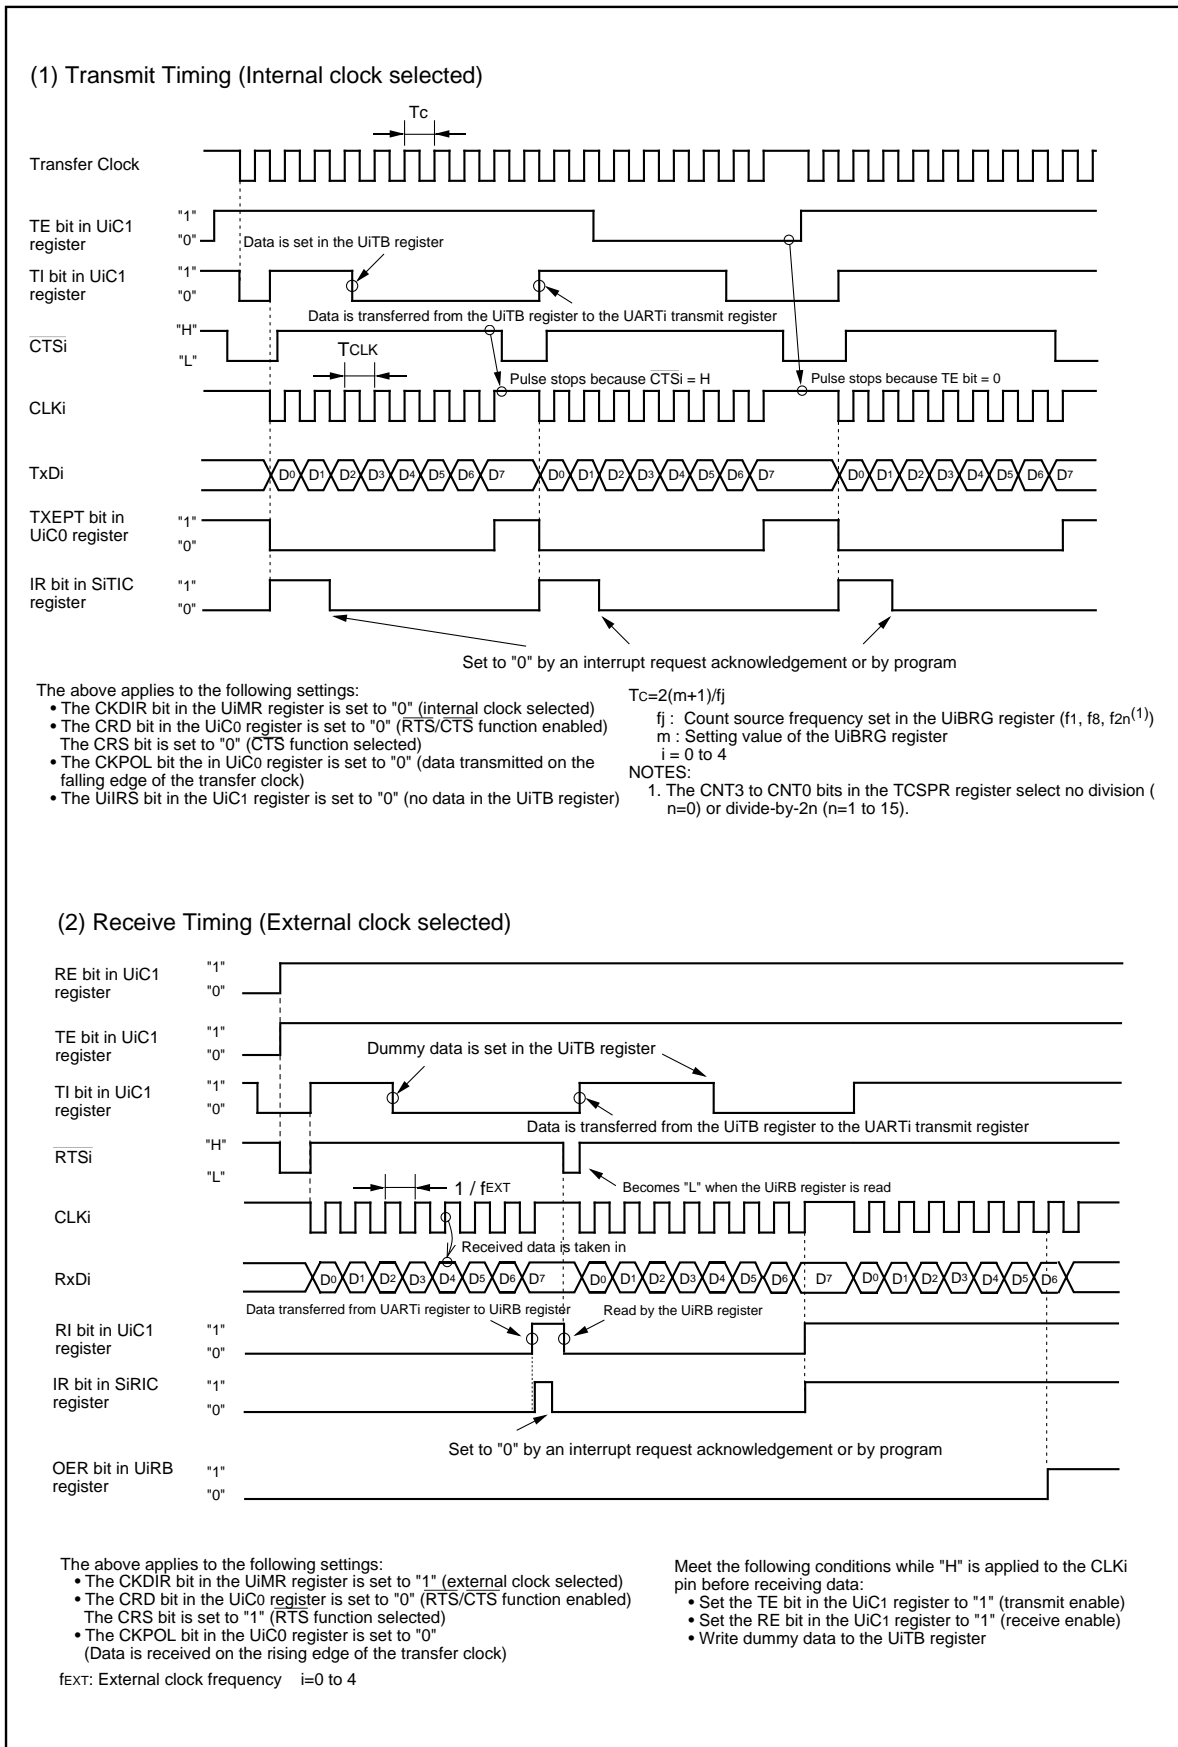 (1) Transmit Timing (Internal clock selected)
Tc
Transfer Clock
TE bit in UiC1
register
"1"
"0"
Data is set in the UiTB register
TI bit in UiC1
register
"1"
"0"
Data is transferred from the UiTB register to the UARTi transmit register
CTSi
"H"
"L"
TCLK
Pulse stops because CTSi = H
Pulse stops because TE bit = 0
CLKi
TxDi
D0 D1 D2 D3 D4 D5 D6 D7 D0 D1 D2 D3 D4 D5 D6 D7 D0 D1 D2 D3 D4 D5 D6 D7
TXEPT bit in
UiC0 register
"1"
"0"
IR bit in SiTIC
register
"1"
"0"
Set to "0" by an interrupt request acknowledgement or by program
The above applies to the following settings:
• The CKDIR bit in the UiMR register is set to "0" (internal clock selected)
• The CRD bit in the UiC0 register is set to "0" (RTS/CTS function enabled)
The CRS bit is set to "0" (CTS function selected)
• The CKPOL bit the in UiC0 register is set to "0" (data transmitted on the
falling edge of the transfer clock)
• The UiIRS bit in the UiC1 register is set to "0" (no data in the UiTB register)
TC=2(m+1)/fj
fj : Count source frequency set in the UiBRG register (f1, f8, f2n(1))
m : Setting value of the UiBRG register
i = 0 to 4
NOTES:
1. The CNT3 to CNT0 bits in the TCSPR register select no division (
n=0) or divide-by-2n (n=1 to 15).
(2) Receive Timing (External clock selected)
RE bit in UiC1
register
"1"
"0"
TE bit in UiC1
register
"1"
"0"
Dummy data is set in the UiTB register
TI bit in UiC1
register
"1"
"0"
Data is transferred from the UiTB register to the UARTi transmit register
RTSi
"H"
"L"
1 / fEXT
Becomes "L" when the UiRB register is read
CLKi
Received data is taken in
RxDi
D0 D1 D2 D3 D4 D5 D6 D7 D0 D1 D2 D3 D4 D5 D6 D7 D0 D1 D2 D3 D4 D5 D6
Data transferred from UARTi register to UiRB register
Read by the UiRB register
RI bit in UiC1
register
"1"
"0"
IR bit in SiRIC
register
"1"
"0"
Set to "0" by an interrupt request acknowledgement or by program
OER bit in UiRB
register
"1"
"0"
The above applies to the following settings:
• The CKDIR bit in the UiMR register is set to "1" (external clock selected)
• The CRD bit in the UiC0 register is set to "0" (RTS/CTS function enabled)
The CRS bit is set to "1" (RTS function selected)
• The CKPOL bit in the UiC0 register is set to "0"
(Data is received on the rising edge of the transfer clock)
fEXT: External clock frequency i=0 to 4
Meet the following conditions while "H" is applied to the CLKi
pin before receiving data:
• Set the TE bit in the UiC1 register to "1" (transmit enable)
• Set the RE bit in the UiC1 register to "1" (receive enable)
• Write dummy data to the UiTB register